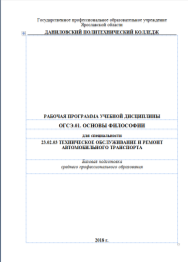 Государственное профессиональное образовательное учреждение
Ярославской области
ДАНИЛОВСКИЙ ПОЛИТЕХНИЧЕСКИЙ КОЛЛЕДЖ
РАБОЧАЯ ПРОГРАММА УЧЕБНОЙ ДИСЦИПЛИНЫ
ОГСЭ.01. ОСНОВЫ ФИЛОСОФИИ
для специальности
23.02.03 ТЕХНИЧЕСКОЕ ОБСЛУЖИВАНИЕ И РЕМОНТ
АВТОМОБИЛЬНОГО ТРАНСПОРТА
Базовая подготовка
среднего профессионального образования
2018 г.